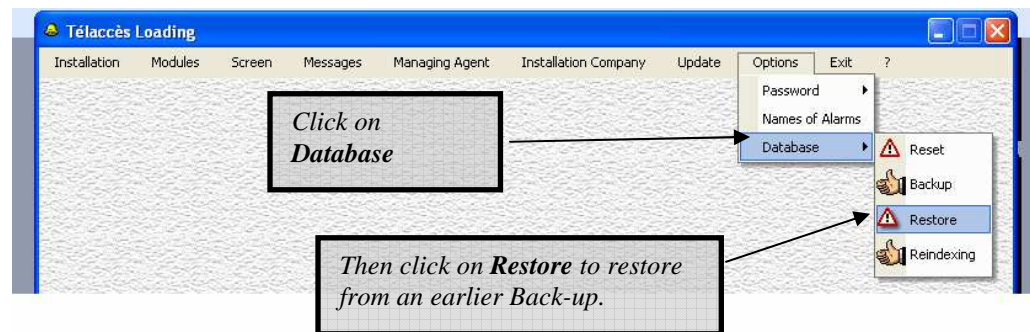 Télaccès Loading
Installation Modules Screen Messages Managing Agent Installation Company Update Options Exit ?
Password
Names of Alarms
Database
Reset
Backup
Restore
Reindexing
Click on
Database
Then click on Restore to restore
from an earlier Back-up.